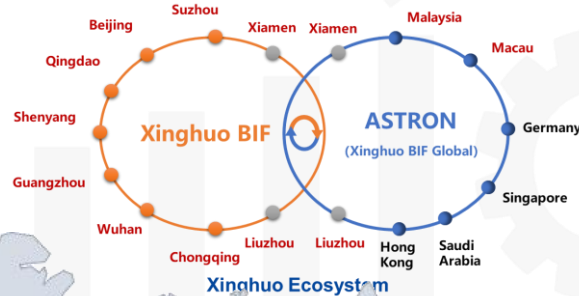 Suzhou
Beijing
Xiamen
Xiamen
Malaysia
Qingdao
Macau
Shenyang
Xinghuo BIF
ASTRON
(Xinghuo BIF Global)
Germany
Guangzhou
Singapore
Wuhan
Chongqing
Liuzhou
Liuzhou
Hong
Kong
Saudi
Arabia
Xinghuo Ecosystem